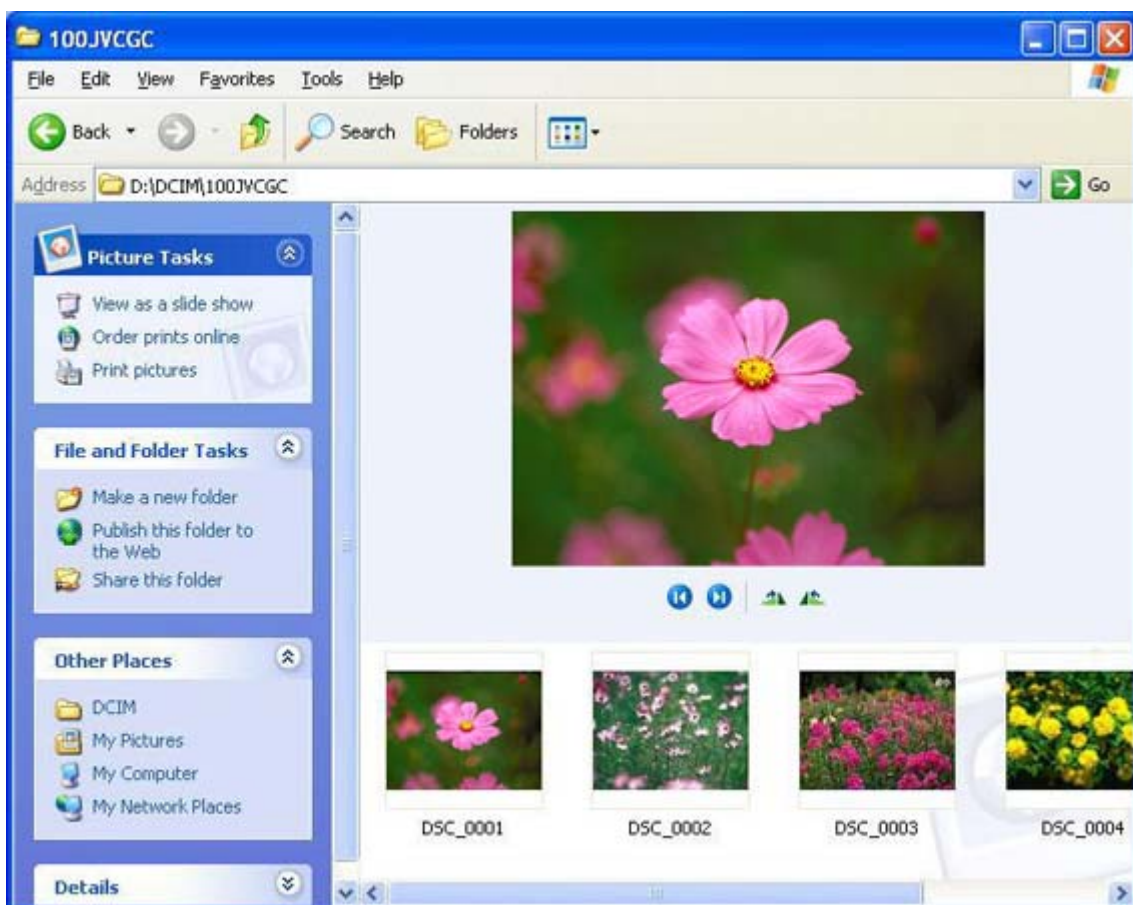 100JVCGC
File Edit View Favorites Tools Help
Back Search Folders
Address D:\DCIM\100JVCGC Go
Picture Tasks
View as a slide show
Order prints online
Print pictures
File and Folder Tasks
Make a new folder
Publish this folder to
the Web
Share this folder
Other Places
DCIM
My Pictures
My Computer
My Network Places
Details
DSC_0001 DSC_0002 DSC_0003 DSC_0004